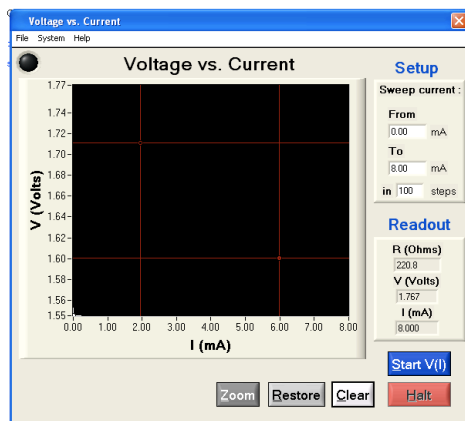 Voltage vs. Current
File System Help
Voltage vs. Current
V (Volts)
1.77
1.74
1.72
1.70
1.68
1.66
1.64
1.62
1.60
1.58
1.56
1.55
0.00 1.00 2.00 3.00 4.00 5.00 6.00 7.00 8.00
I (mA)
Setup
Sweep current :
From
0.00 mA
To
8.00 mA
in 100 steps
Readout
R (Ohms)
220.8
V (Volts)
1.767
I (mA)
8.000
Start V(I)
Zoom Restore Clear Halt